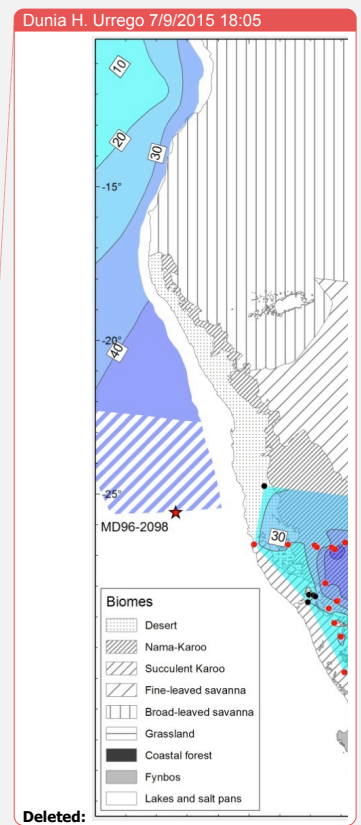 Dunia H. Urrego 7/9/2015 18:05
10
20
30
-15°
-20°
40
-25°
MD96-2098
30
Biomes
Desert
Nama-Karoo
Succulent Karoo
Fine-leaved savanna
Broad-leaved savanna
Grassland
Coastal forest
Fynbos
Lakes and salt pans
Deleted: